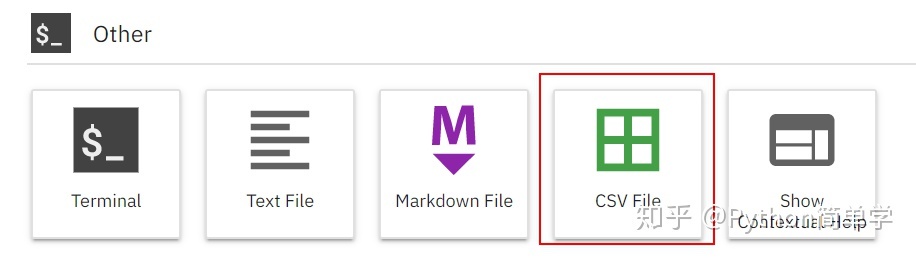 $_ Other
$_
M
Terminal
Text File
Markdown File
CSV File
Show
Contextual Help
知乎 @Python简单学